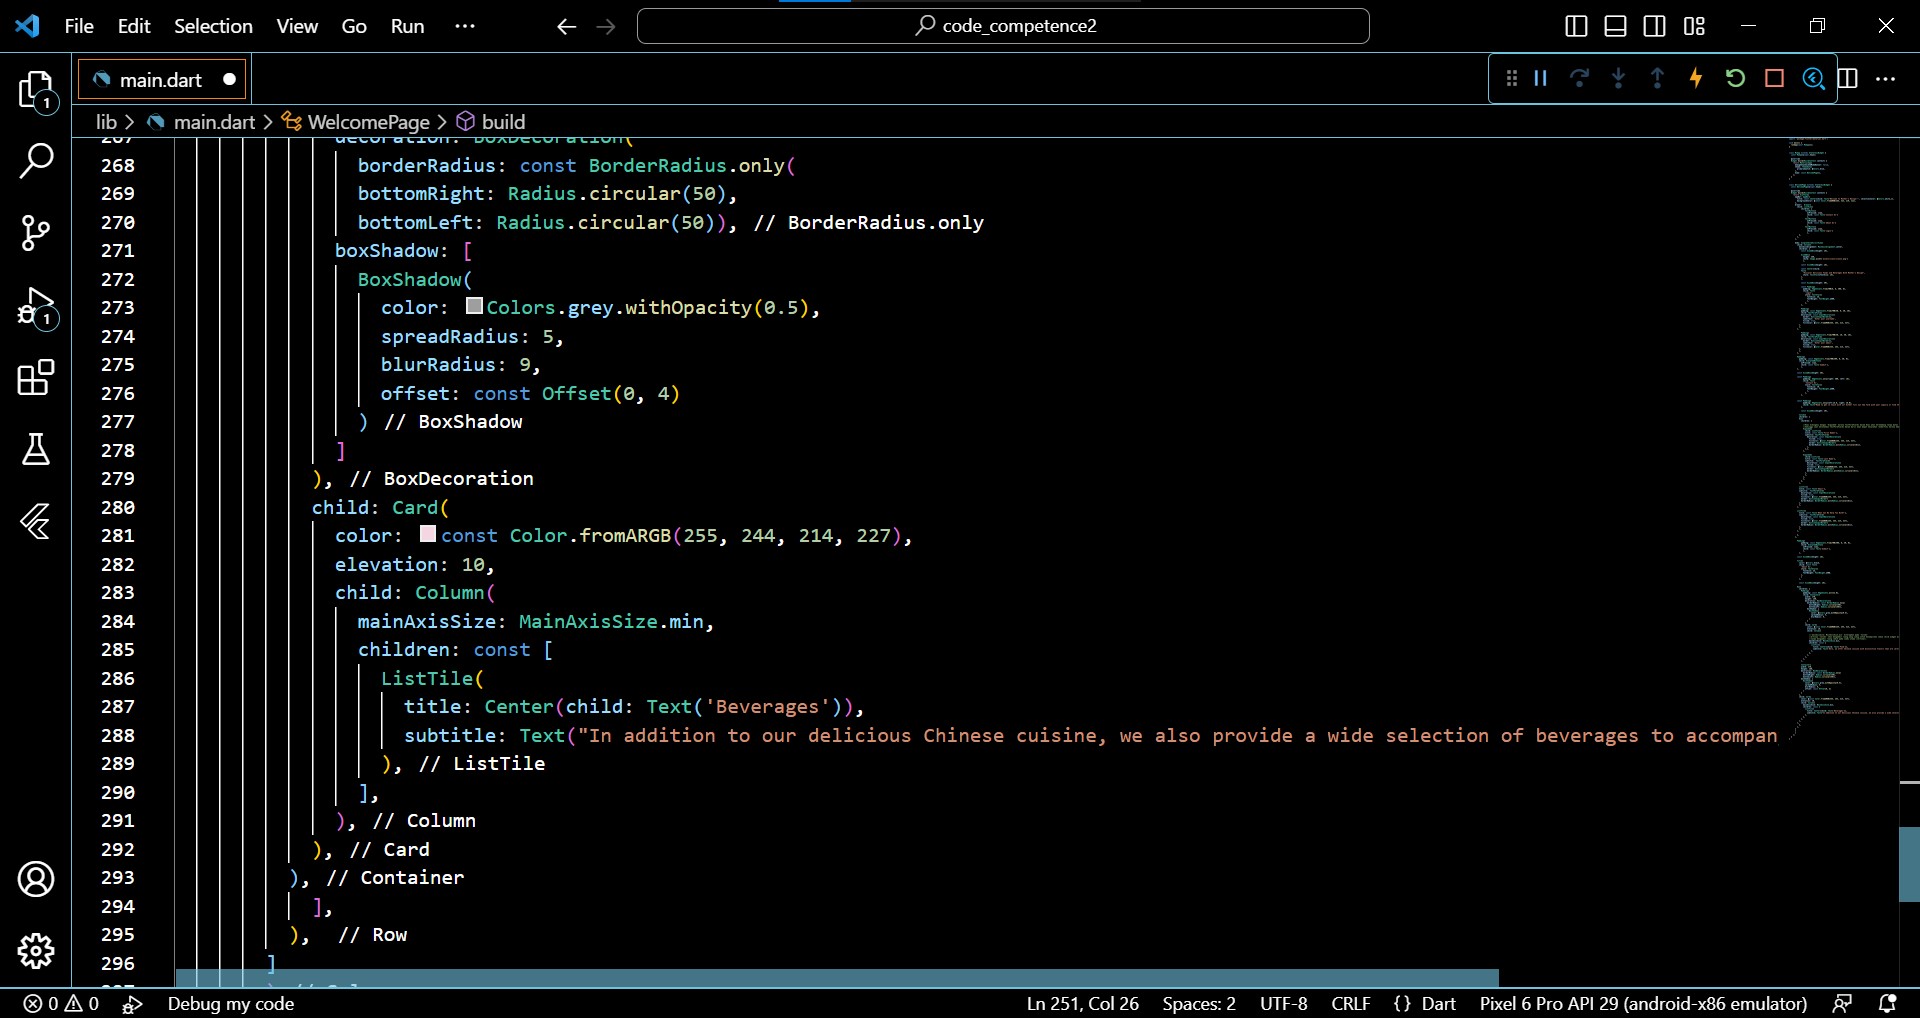 File Edit Selection View Go Run ··· code_competence2
1 main.dart
lib > main.dart > WelcomePage > build
267 decoration: BoxDecoration(
268 borderRadius: const BorderRadius.only(
269 bottomRight: Radius.circular(50),
270 bottomLeft: Radius.circular(50)), // BorderRadius.only
271 boxShadow: [
272 BoxShadow(
273 color: Colors.grey.withOpacity(0.5),
274 spreadRadius: 5,
275 blurRadius: 9,
276 offset: const Offset(0, 4)
277 ) // BoxShadow
278 ]
279 ), // BoxDecoration
280 child: Card(
281 color: const Color.fromARGB(255, 244, 214, 227),
282 elevation: 10,
283 child: Column(
284 mainAxisSize: MainAxisSize.min,
285 children: const [
286 ListTile(
287 title: Center(child: Text('Beverages')),
288 subtitle: Text("In addition to our delicious Chinese cuisine, we also provide a wide selection of beverages to accompan
289 ), // ListTile
290 ],
291 ), // Column
292 ), // Card
293 ), // Container
294 ],
295 ), // Row
296 ]
1
0 0 Debug my code Ln 251, Col 26 Spaces: 2 UTF-8 CRLF {} Dart Pixel 6 Pro API 29 (android-x86 emulator)